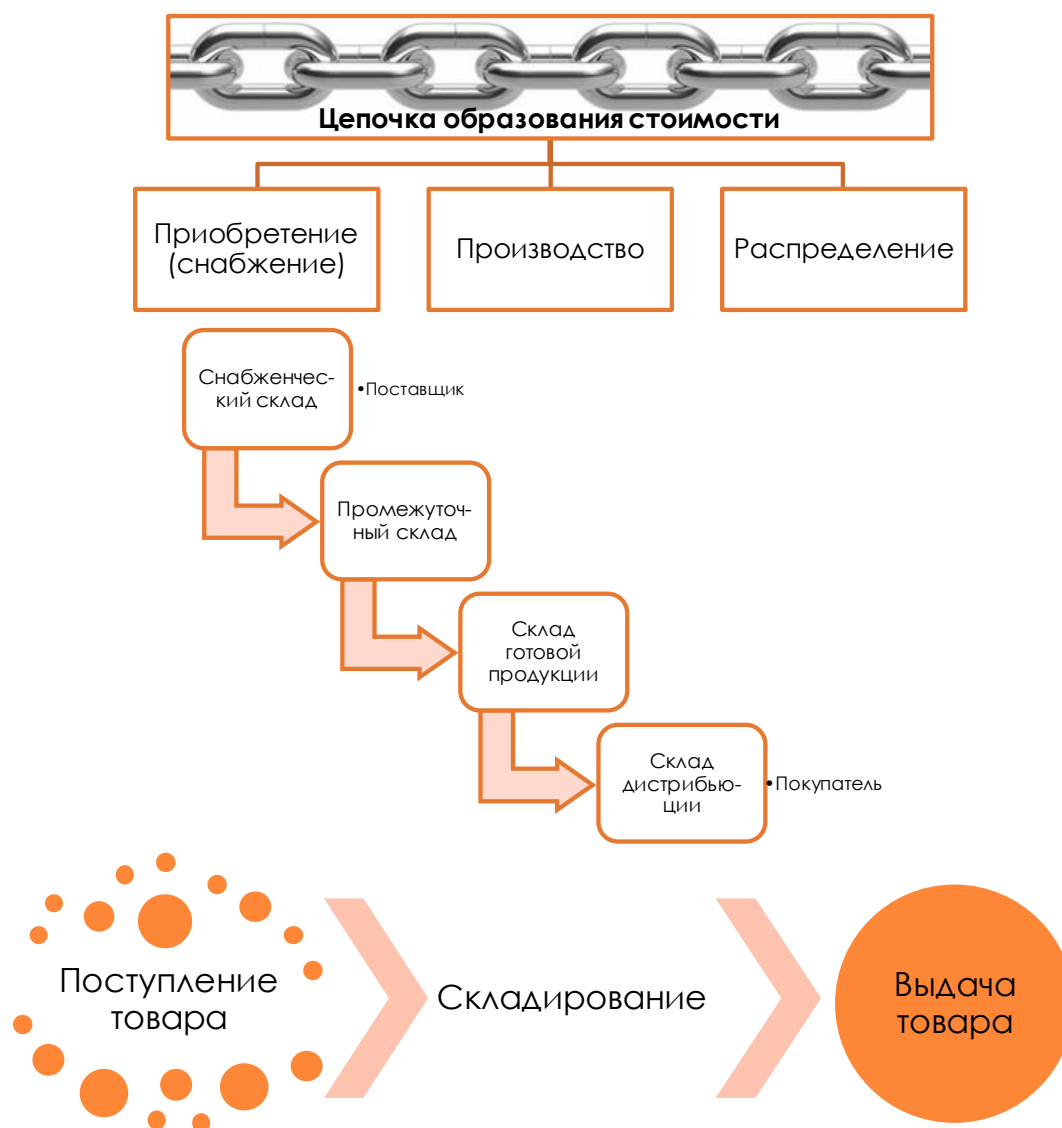 Цепочка образования стоимости
Приобретение
(снабжение)
Производство
Распределение
Снабженчес-
кий склад
•Поставщик
Промежуточ-
ный склад
Склад
готовой
продукции
Склад
дистрибью-
ции
•Покупатель
Поступление
товара
Складирование
Выдача
товара